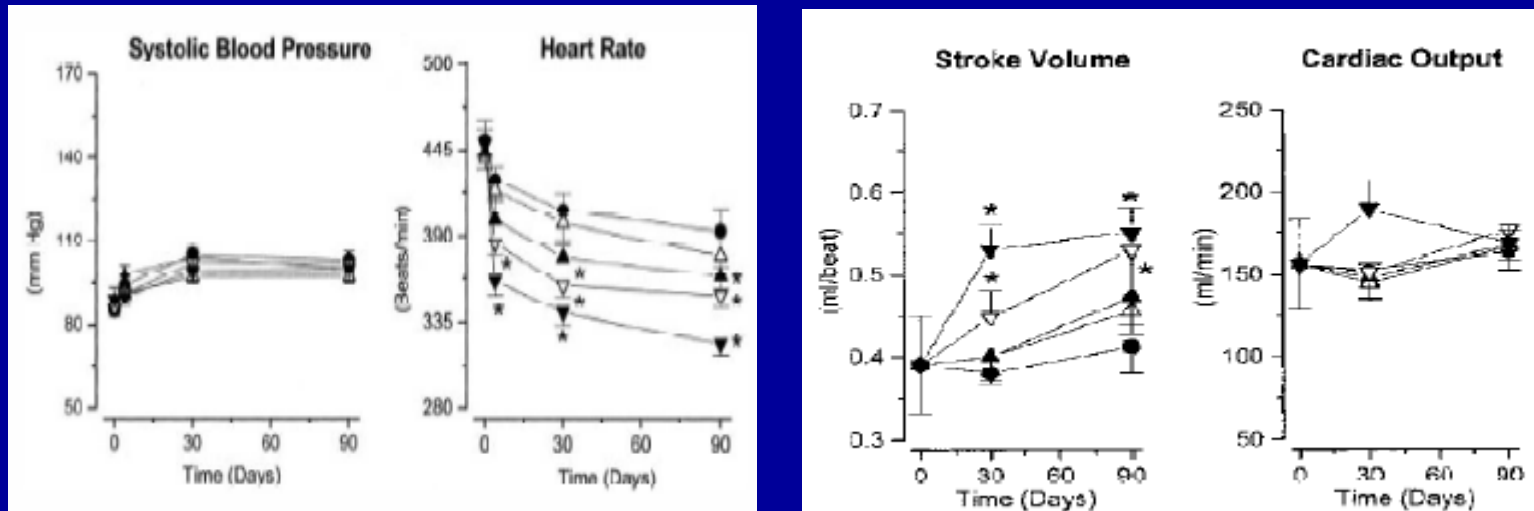 Systolic Blood Pressure
170
140
110
80
50
(mm Hg)
0 30 60 90
Time (Days)
Heart Rate
500
445
390
335
280
(Beats/min)
* * * * * * *
0 30 60 90
Time (Days)
Stroke Volume
0.7
0.6
0.5
0.4
0.3
(ml/beat)
* * * *
0 30 60 90
Time (Days)
Cardiac Output
250
200
150
100
50
(ml/min)
0 30 60 90
Time (Days)